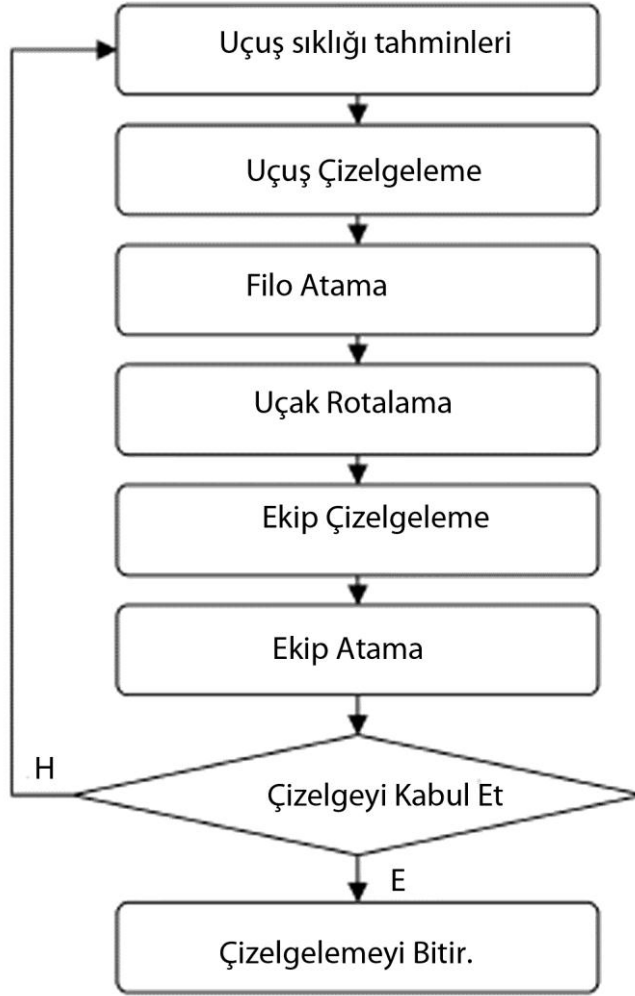 Uçuş sıklığı tahminleri
Uçuş Çizelgeleme
Filo Atama
Uçak Rotalama
Ekip Çizelgeleme
Ekip Atama
H
Çizelgeyi Kabul Et
E
Çizelgelemeyi Bitir.